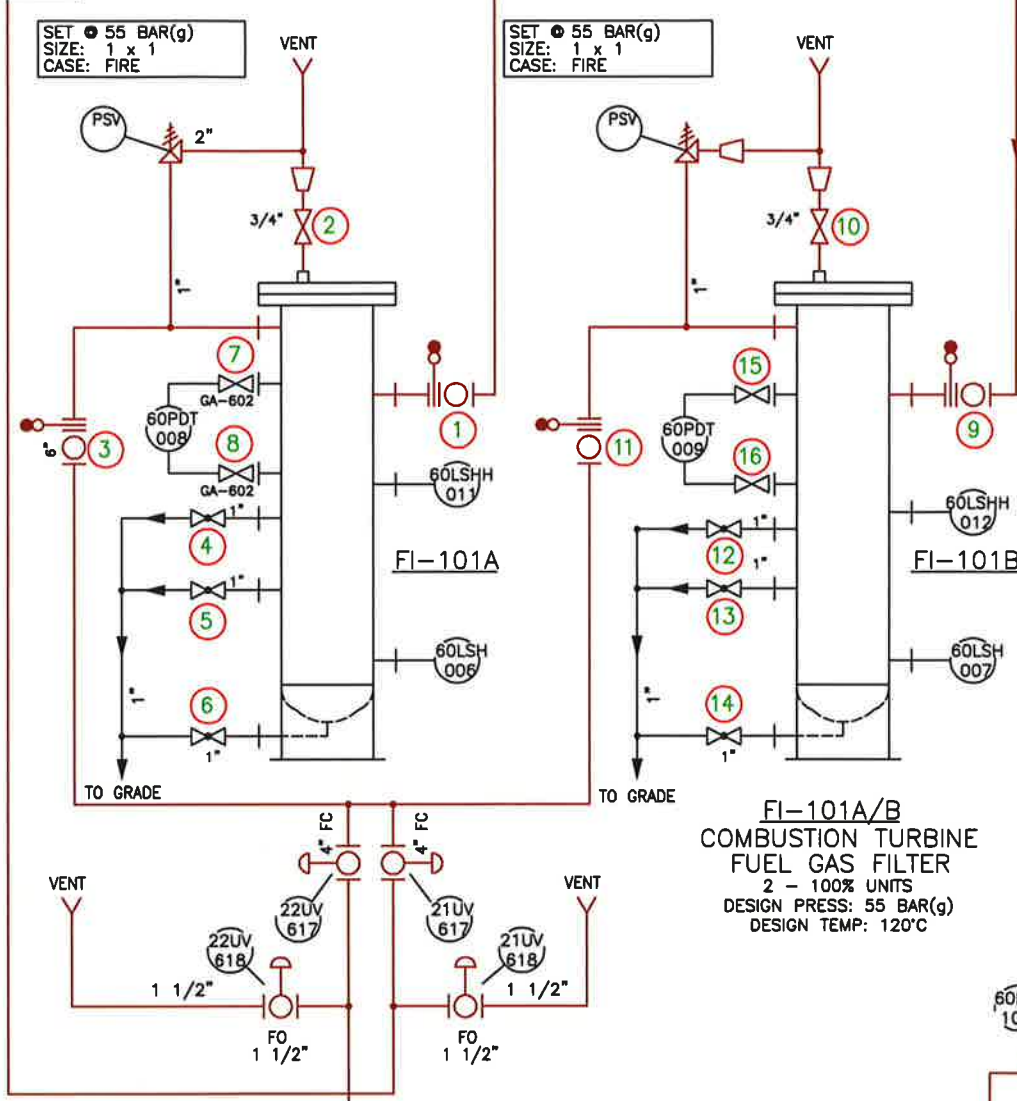 SET @ 55 BAR(g)
SIZE: 1 x 1
CASE: FIRE
VENT
SET @ 55 BAR(g)
SIZE: 1 x 1
CASE: FIRE
VENT
PSV
2"
PSV
3/4"
2
3/4"
10
1"
1"
7
GA-602
60PDT
008
8
GA-602
3
6"
1
60LSHH
011
4
1"
5
1"
FI-101A
60LSH
006
6
1"
1"
TO GRADE
15
60PDT
009
16
11
9
60LSHH
012
12
1"
13
1"
FI-101B
60LSH
007
14
1"
1"
TO GRADE
FI-101A/B
COMBUSTION TURBINE
FUEL GAS FILTER
2 - 100% UNITS
DESIGN PRESS: 55 BAR(g)
DESIGN TEMP: 120°C
4" FC
4" FC
22UV
617
21UV
617
VENT
VENT
22UV
618
21UV
618
1 1/2"
1 1/2"
FO
1 1/2"
FO
1 1/2"